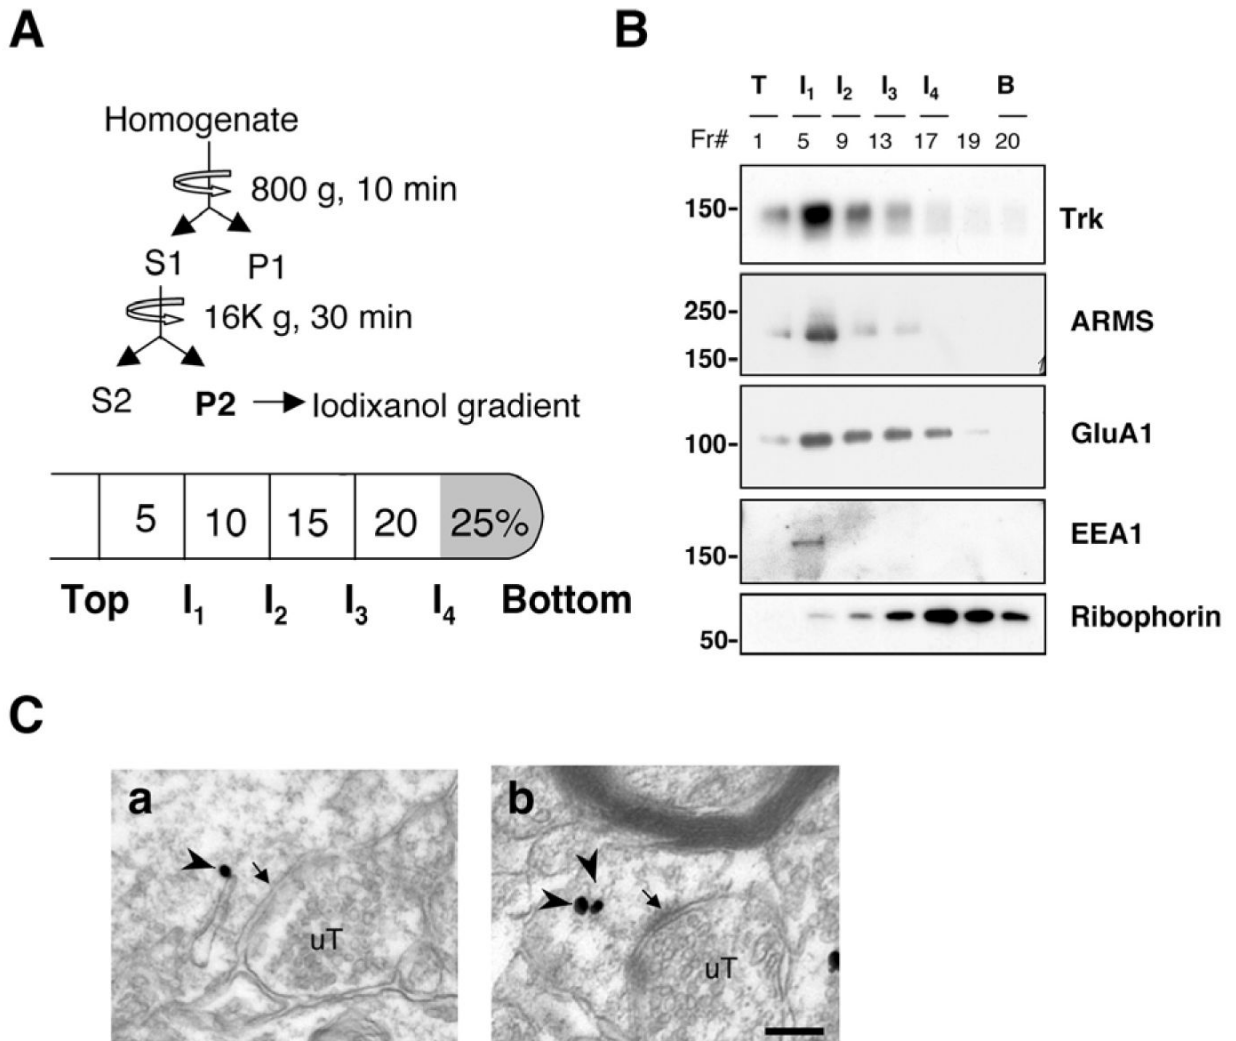 A
Homogenate
800 g, 10 min
S1 P1
16K g, 30 min
S2 P2 Iodixanol gradient
5 10 15 20 25%
Top I1 I2 I3 I4 Bottom
B
T I1 I2 I3 I4 B
Fr# 1 5 9 13 17 19 20
150- Trk
250-
ARMS
150-
100- GluA1
EEA1
150-
Ribophorin
50-
C
a
uT
b
uT